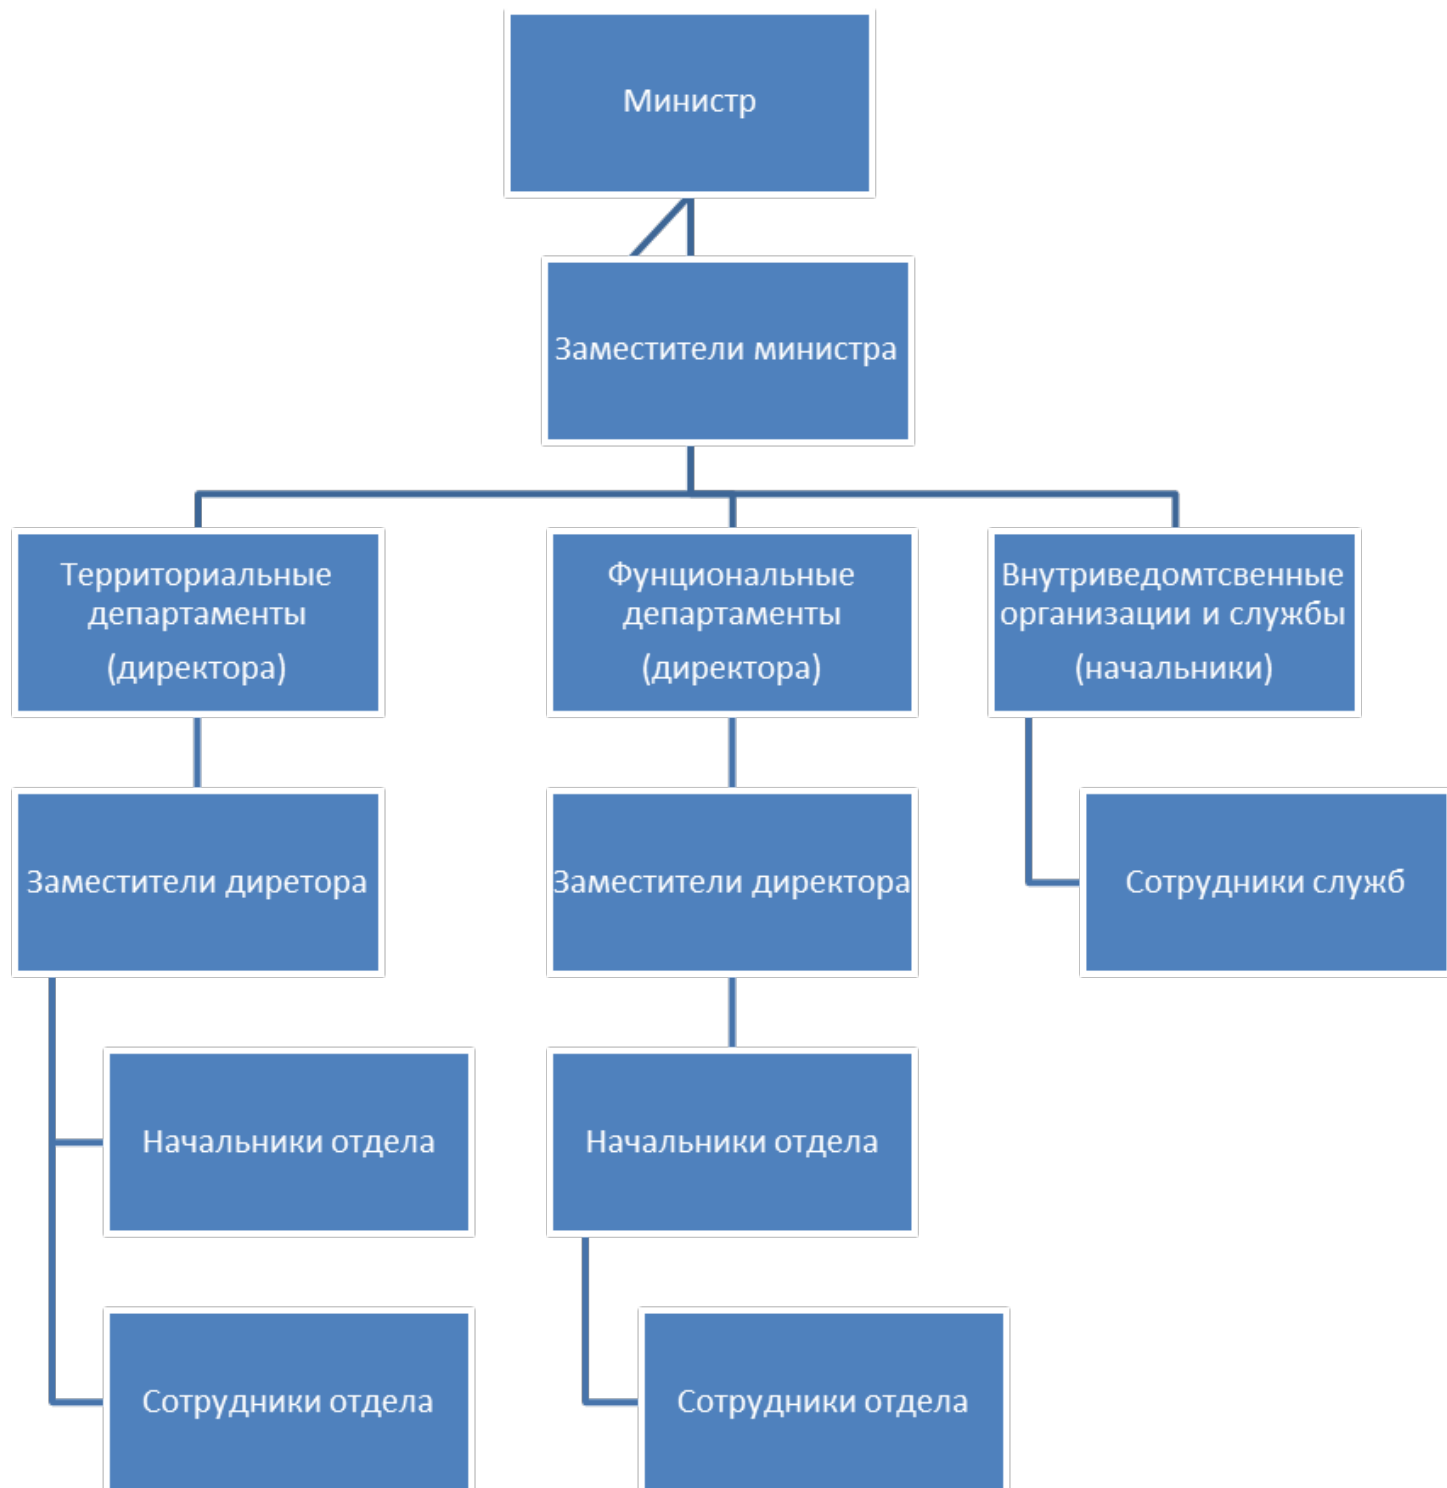 Министр
Заместители министра
Территориальные
департаменты
(директора)
Фунциональные
департаменты
(директора)
Внутриведомтсвенные
организации и службы
(начальники)
Заместители диретора
Заместители директора
Сотрудники служб
Начальники отдела
Начальники отдела
Сотрудники отдела
Сотрудники отдела